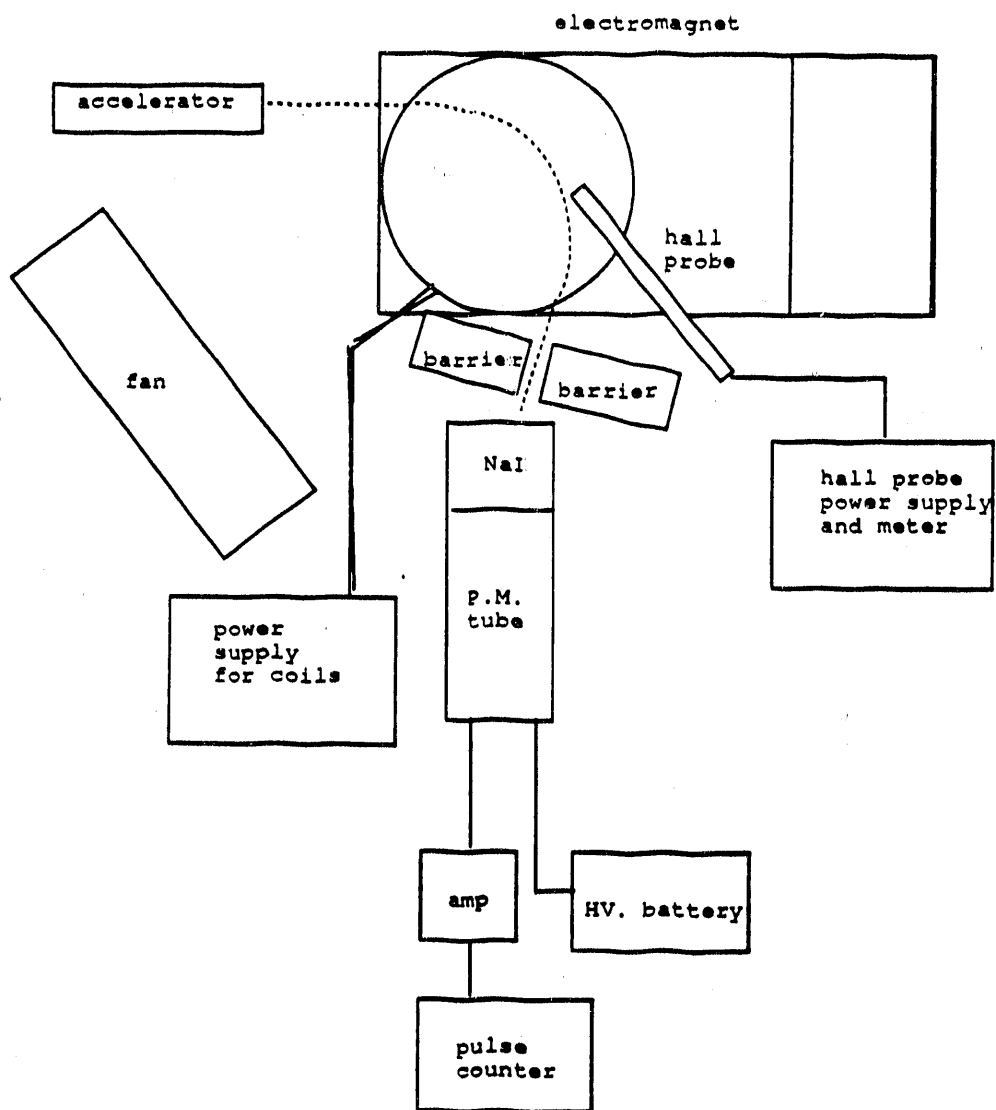 electromagnet
accelerator
hall
probe
fan
barrier
barrier
NaI
hall probe
power supply
and meter
P.M.
tube
power
supply
for coils
amp
HV. battery
pulse
counter